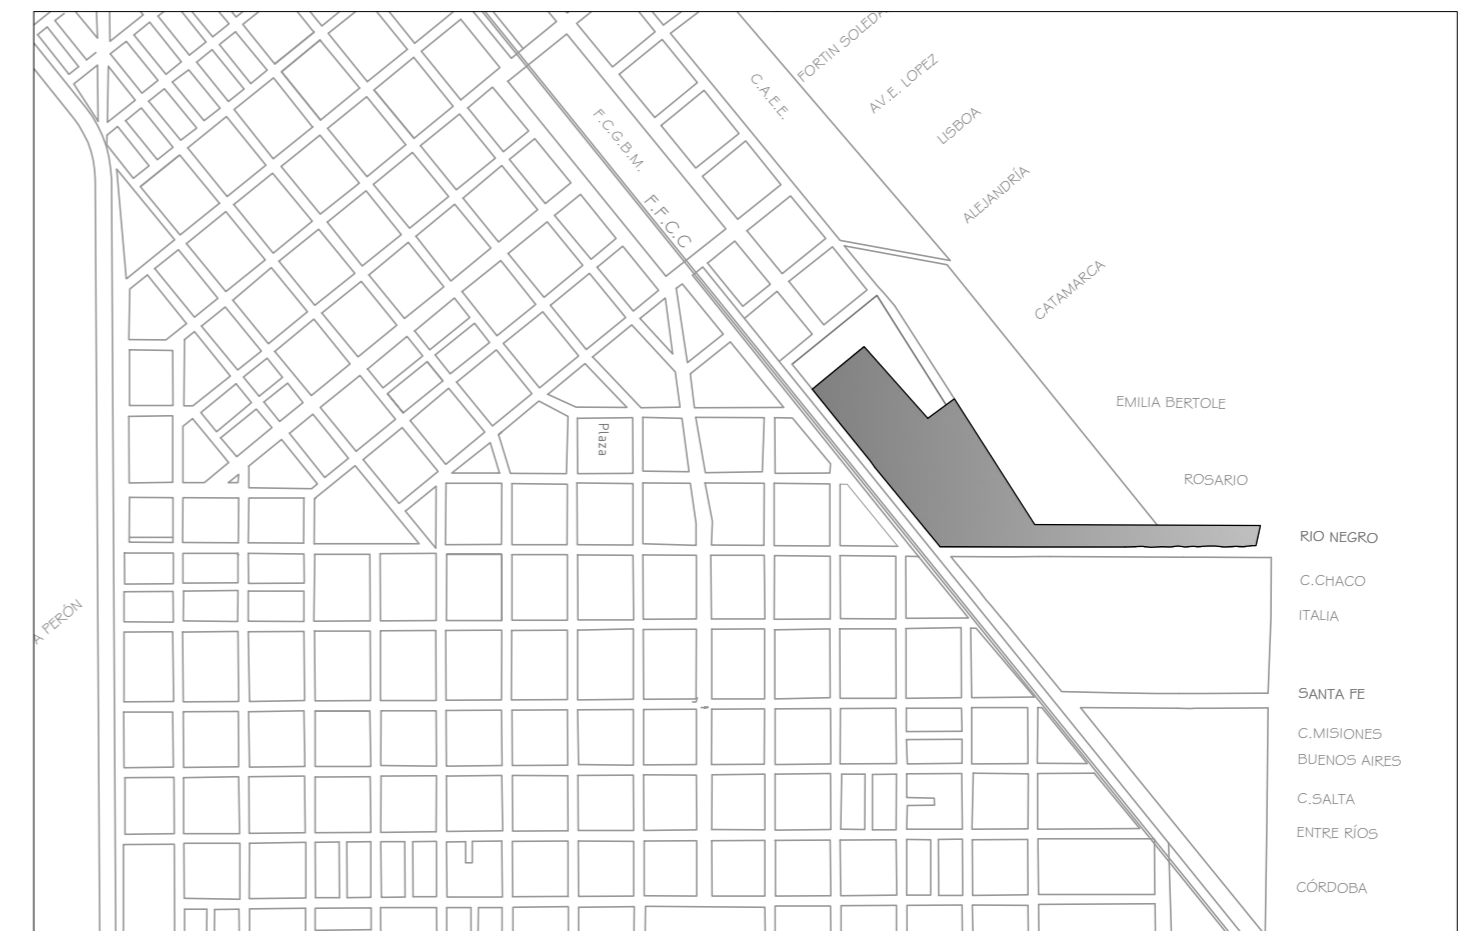 FORTIN SOLEDA
AV.E. LOPEZ
C.A.E.E.
LISBOA
F.C.G.B.M.
ALEJANDRÍA
F.F.C.C
CATAMARCA
EMILIA BERTOLE
Plaza
ROSARIO
RIO NEGRO
C.CHACO
ITALIA
A PERÓN
SANTA FE
C.MISIONES
BUENOS AIRES
C.SALTA
ENTRE RÍOS
CÓRDOBA